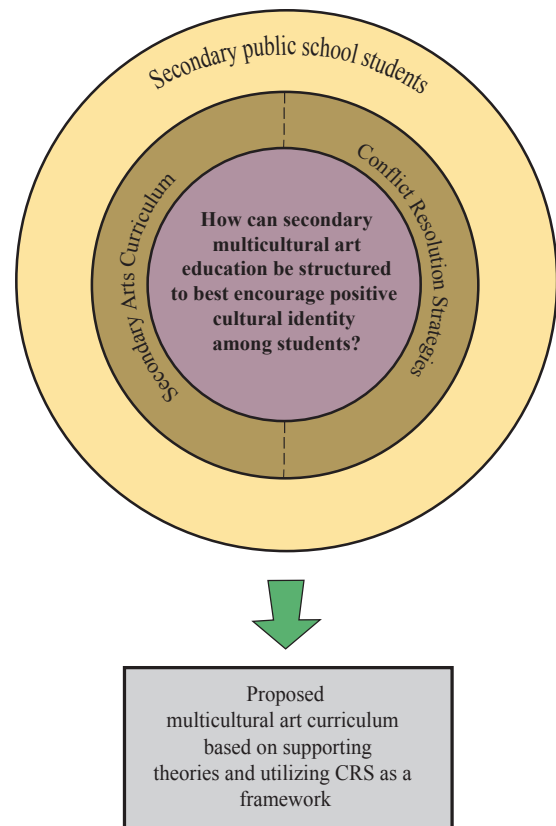 Secondary public school students
Secondary Arts Curriculum
Conflict Resolution Strategies
How can secondary
multicultural art
education be structured
to best encourage positive
cultural identity
among students?
Proposed
multicultural art curriculum
based on supporting
theories and utilizing CRS as a
framework